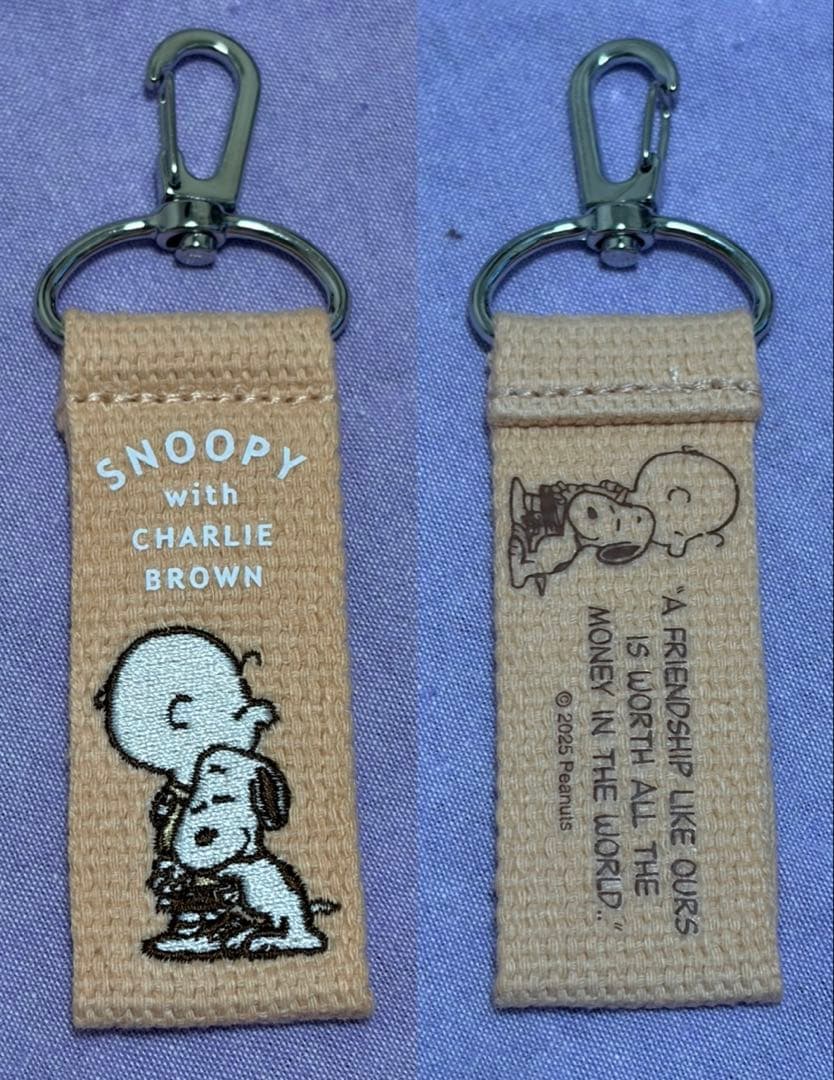 SNOOPY
with
CHARLIE
BROWN
"A FRIENDSHIP LIKE OURS
IS WORTH ALL THE
MONEY IN THE WORLD.."
© 2025 Peanuts